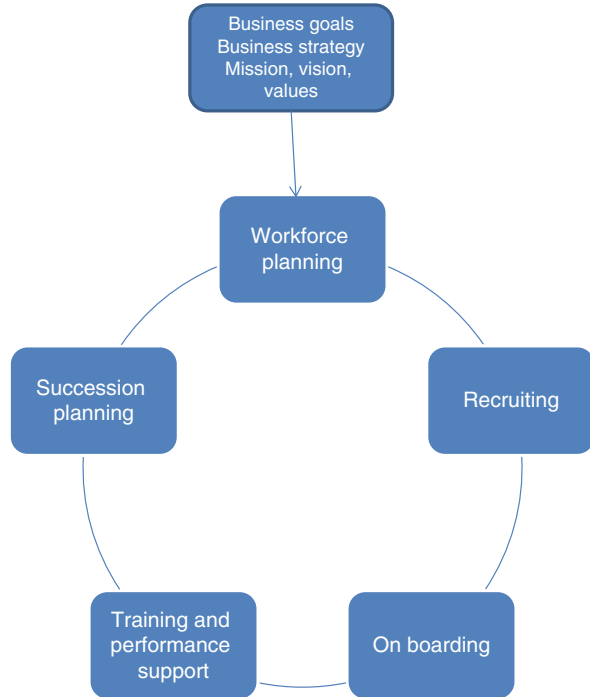 Business goals
Business strategy
Mission, vision,
values
Workforce
planning
Succession
planning
Recruiting
Training and
performance
support
On boarding